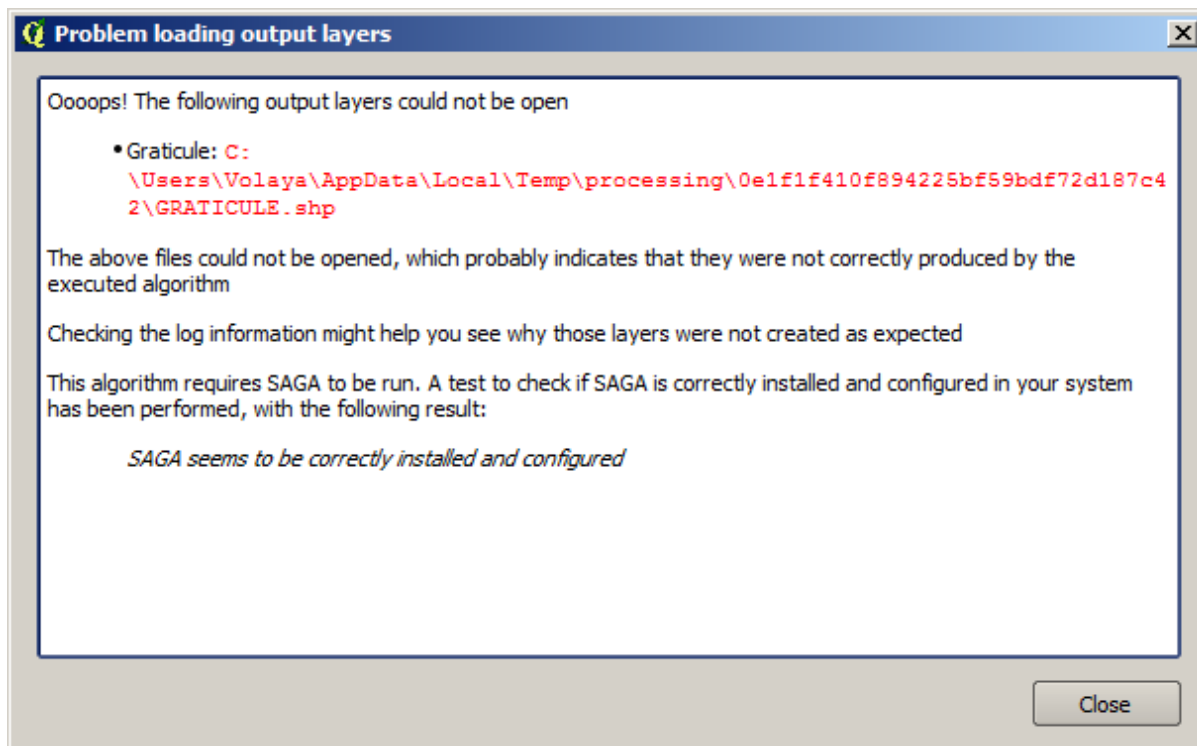 Problem loading output layers
Oooops! The following output layers could not be open
• Graticule: C:
\Users\Volaya\AppData\Local\Temp\processing\0e1f1f410f894225bf59bdf72d187c4
2\GRATICULE.shp
The above files could not be opened, which probably indicates that they were not correctly produced by the
executed algorithm
Checking the log information might help you see why those layers were not created as expected
This algorithm requires SAGA to be run. A test to check if SAGA is correctly installed and configured in your system
has been performed, with the following result:
SAGA seems to be correctly installed and configured
Close